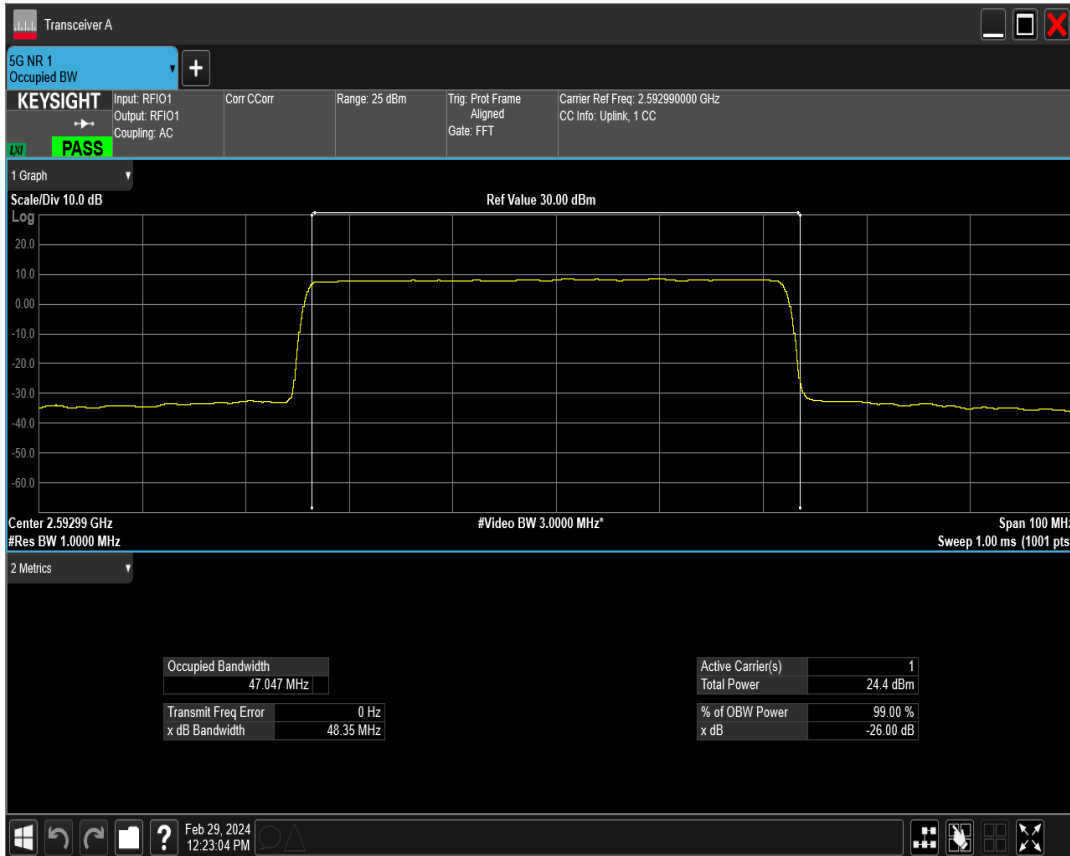 Transceiver A
5G NR 1
Occupied BW
+
KEYSIGHT
LXI
PASS
Input: RFIO1
Output: RFIO1
Coupling: AC
Corr CCorr
Range: 25 dBm
Trig: Prot Frame
Aligned
Gate: FFT
Carrier Ref Freq: 2.592990000 GHz
CC Info: Uplink, 1 CC
1 Graph
Scale/Div 10.0 dB
Ref Value 30.00 dBm
Log
20.0
10.0
0.00
-10.0
-20.0
-30.0
-40.0
-50.0
-60.0
Center 2.59299 GHz
#Video BW 3.0000 MHz*
Span 100 MHz
#Res BW 1.0000 MHz
Sweep 1.00 ms (1001 pts
2 Metrics
Occupied Bandwidth
47.047 MHz
Transmit Freq Error 0 Hz
x dB Bandwidth 48.35 MHz
Active Carrier(s) 1
Total Power 24.4 dBm
% of OBW Power 99.00 %
x dB -26.00 dB
?
Feb 29, 2024
12:23:04 PM